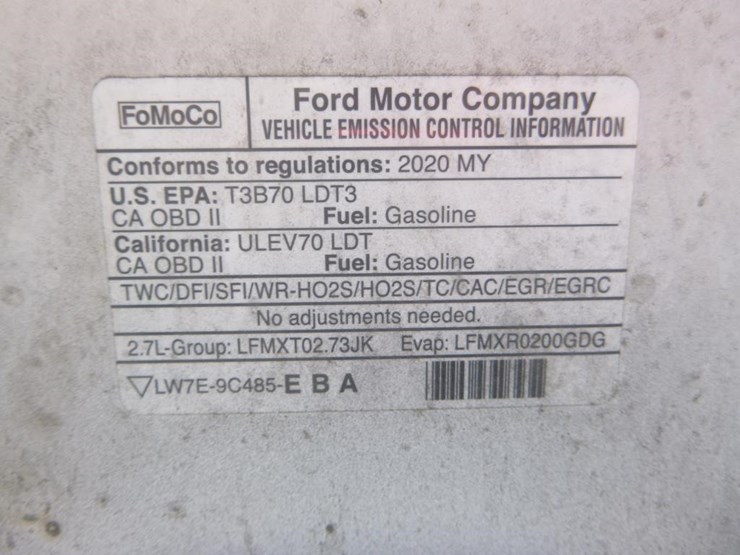 FoMoCo
Ford Motor Company
VEHICLE EMISSION CONTROL INFORMATION
Conforms to regulations: 2020 MY
U.S. EPA: T3B70 LDT3
CA OBD II Fuel: Gasoline
California: ULEV70 LDT
CA OBD II Fuel: Gasoline
TWC/DFI/SFI/WR-HO2S/HO2S/TC/CAC/EGR/EGRC
No adjustments needed.
2.7L-Group: LFMXT02.73JK Evap: LFMXR0200GDG
▽LW7E-9C485-E B A